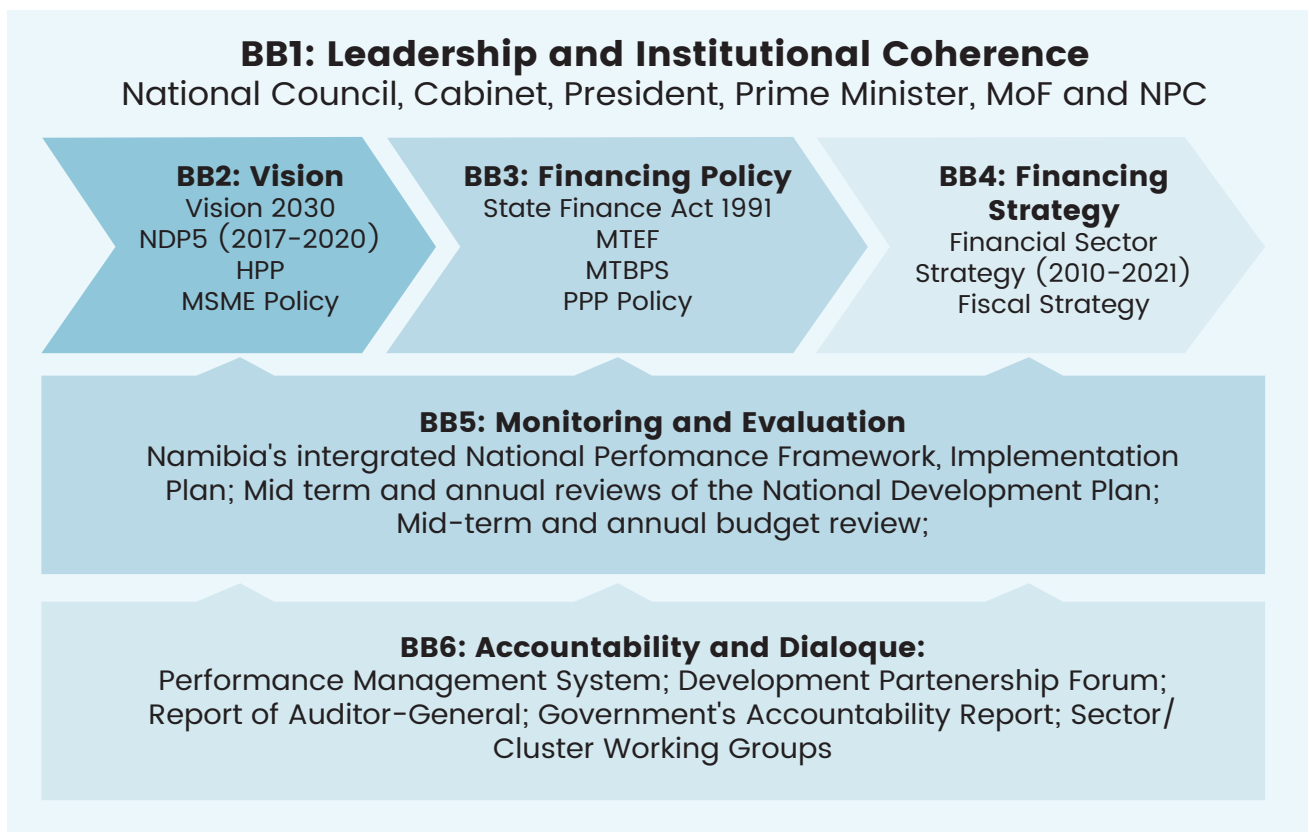 BB1: Leadership and Institutional Coherence
National Council, Cabinet, President, Prime Minister, MoF and NPC
BB2: Vision
Vision 2030
NDP5 (2017-2020)
HPP
MSME Policy
BB3: Financing Policy
State Finance Act 1991
MTEF
MTBPS
PPP Policy
BB4: Financing
Strategy
Financial Sector
Strategy (2010-2021)
Fiscal Strategy
BB5: Monitoring and Evaluation
Namibia's intergrated National Perfomance Framework, Implementation
Plan; Mid term and annual reviews of the National Development Plan;
Mid-term and annual budget review;
BB6: Accountability and Dialoque:
Performance Management System; Development Partenership Forum;
Report of Auditor-General; Government's Accountability Report; Sector/
Cluster Working Groups